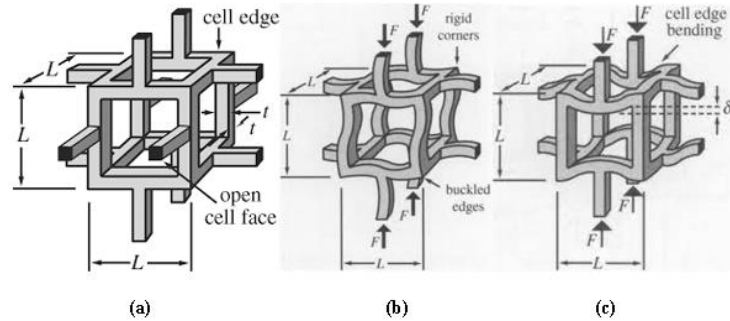 cell edge
L
L
t
t
open
cell face
L
(a)
F
F
rigid
corners
L
L
buckled
edges
F
F
L
(b)
F
F
cell edge
bending
L
L
δ
F
F
L
(c)